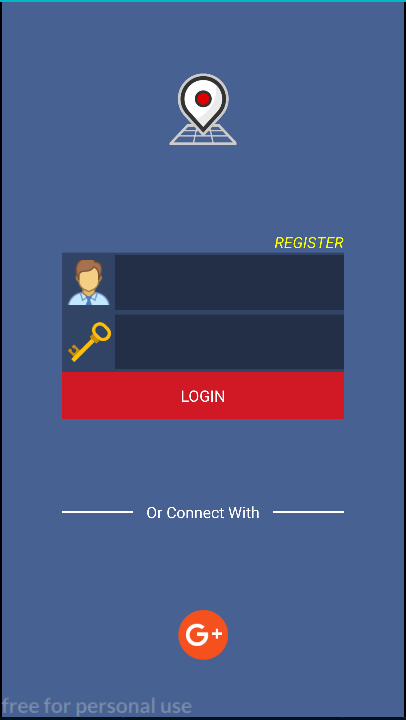 REGISTER
LOGIN
Or Connect With
G+
free for personal use